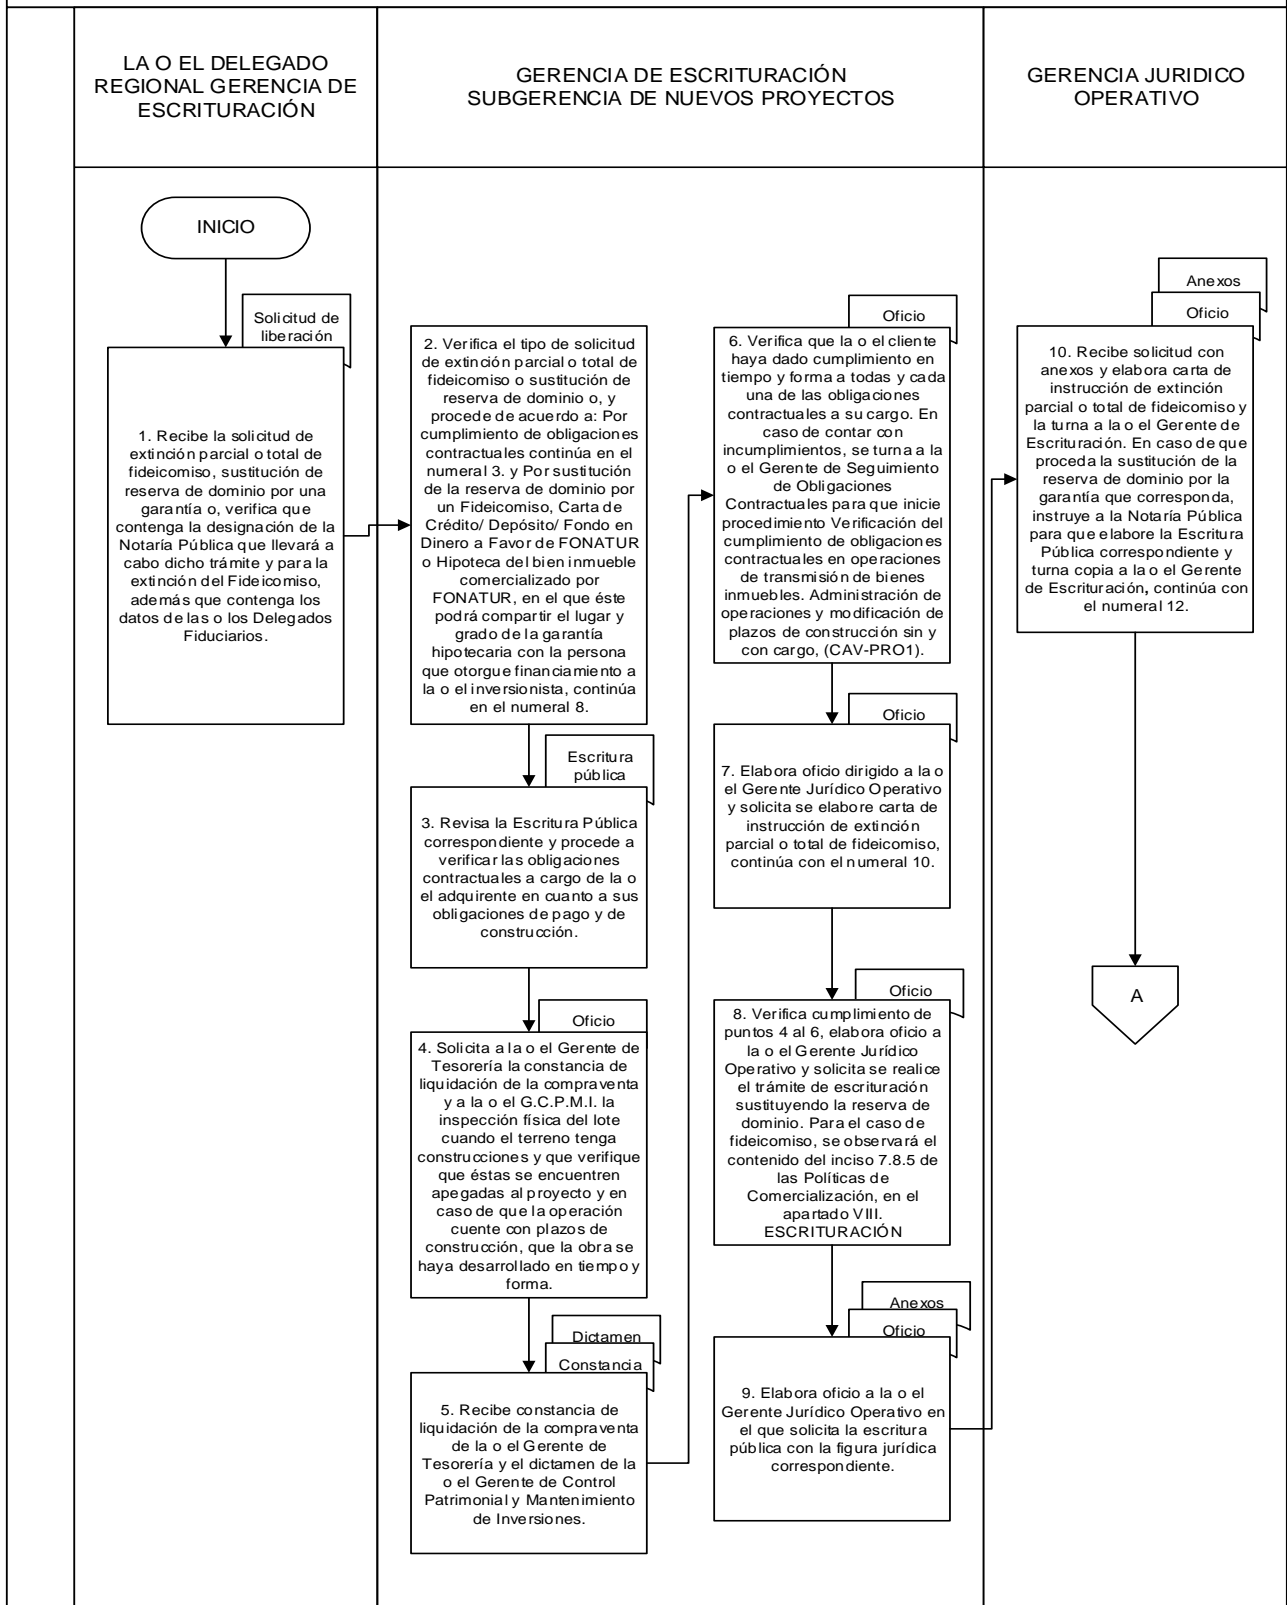 LA O EL DELEGADO
REGIONAL GERENCIA DE
ESCRITURACIÓN
GERENCIA DE ESCRITURACIÓN
SUBGERENCIA DE NUEVOS PROYECTOS
GERENCIA JURIDICO
OPERATIVO
INICIO
Solicitud de
liberación
1. Recibe la solicitud de
extinción parcial o total de
fideicomiso, sustitución de
reserva de dominio por una
garantía o, verifica que
contenga la designación de la
Notaría Pública que llevará a
cabo dicho trámite y para la
extinción del Fideicomiso,
además que contenga los
datos de las o los Delegados
Fiduciarios.
2. Verifica el tipo de solicitud
de extinción parcial o total de
fideicomiso o sustitución de
reserva de dominio o, y
procede de acuerdo a: Por
cumplimiento de obligaciones
contractuales continúa en el
numeral 3. y Por sustitución
de la reserva de dominio por
un Fideicomiso, Carta de
Crédito/ Depósito/ Fondo en
Dinero a Favor de FONATUR
o Hipoteca del bien inmueble
comercializado por
FONATUR, en el que éste
podrá compartir el lugar y
grado de la garantía
hipotecaria con la persona
que otorgue financiamiento a
la o el inversionista, continúa
en el numeral 8.
Escritura
pública
3. Revisa la Escritura Pública
correspondiente y procede a
verificar las obligaciones
contractuales a cargo de la o
el adquirente en cuanto a sus
obligaciones de pago y de
construcción.
Oficio
4. Solicita a la o el Gerente de
Tesorería la constancia de
liquidación de la compraventa
y a la o el G.C.P.M.I. la
inspección física del lote
cuando el terreno tenga
construcciones y que verifique
que éstas se encuentren
apegadas al proyecto y en
caso de que la operación
cuente con plazos de
construcción, que la obra se
haya desarrollado en tiempo y
forma.
Dictamen
Constancia
5. Recibe constancia de
liquidación de la compraventa
de la o el Gerente de
Tesorería y el dictamen de la
o el Gerente de Control
Patrimonial y Mantenimiento
de Inversiones.
Oficio
6. Verifica que la o el cliente
haya dado cumplimiento en
tiempo y forma a todas y cada
una de las obligaciones
contractuales a su cargo. En
caso de contar con
incumplimientos, se turna a la
o el Gerente de Seguimiento
de Obligaciones
Contractuales para que inicie
procedimiento Verificación del
cumplimiento de obligaciones
contractuales en operaciones
de transmisión de bienes
inmuebles. Administración de
operaciones y modificación de
plazos de construcción sin y
con cargo, (CAV-PRO1).
Oficio
7. Elabora oficio dirigido a la o
el Gerente Jurídico Operativo
y solicita se elabore carta de
instrucción de extinción
parcial o total de fideicomiso,
continúa con el numeral 10.
Oficio
8. Verifica cumplimiento de
puntos 4 al 6, elabora oficio a
la o el Gerente Jurídico
Operativo y solicita se realice
el trámite de escrituración
sustituyendo la reserva de
dominio. Para el caso de
fideicomiso, se observará el
contenido del inciso 7.8.5 de
las Políticas de
Comercialización, en el
apartado VIII.
ESCRITURACIÓN
Anexos
Oficio
9. Elabora oficio a la o el
Gerente Jurídico Operativo en
el que solicita la escritura
pública con la figura jurídica
correspondiente.
Anexos
Oficio
10. Recibe solicitud con
anexos y elabora carta de
instrucción de extinción
parcial o total de fideicomiso y
la turna a la o el Gerente de
Escrituración. En caso de que
proceda la sustitución de la
reserva de dominio por la
garantía que corresponda,
instruye a la Notaría Pública
para que elabore la Escritura
Pública correspondiente y
turna copia a la o el Gerente
de Escrituración, continúa con
el numeral 12.
A